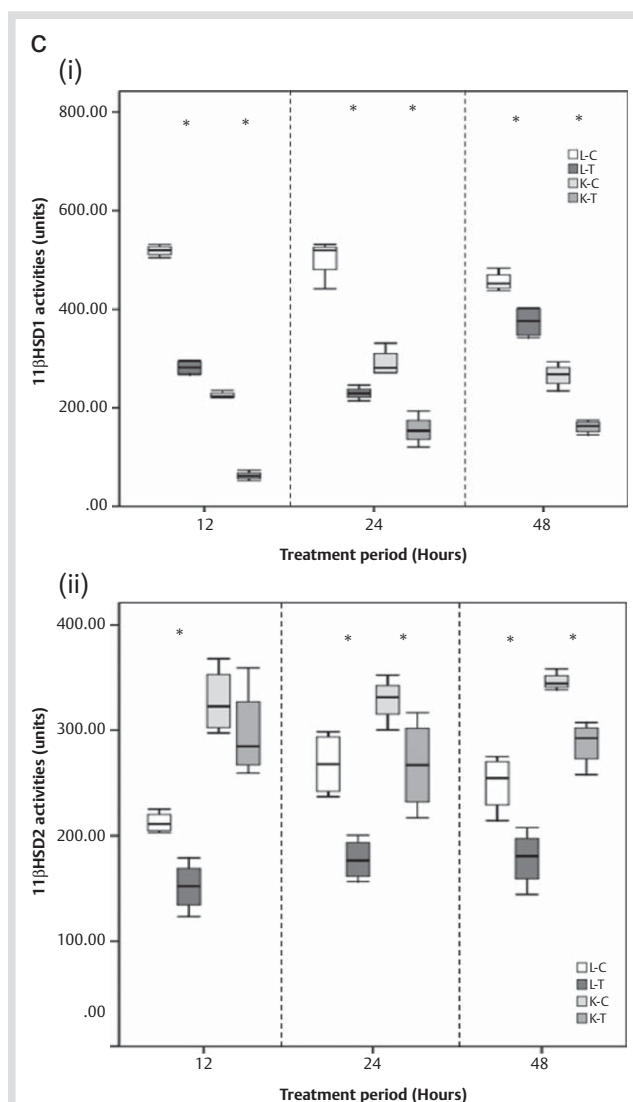 C
(i)
800.00
600.00
400.00
200.00
.00
11βHSD1 activities (units)
* * * * * *
L-C
L-T
K-C
K-T
12 24 48
Treatment period (Hours)
(ii)
400.00
300.00
200.00
100.00
.00
11βHSD2 activities (units)
* * * * *
L-C
L-T
K-C
K-T
12 24 48
Treatment period (Hours)